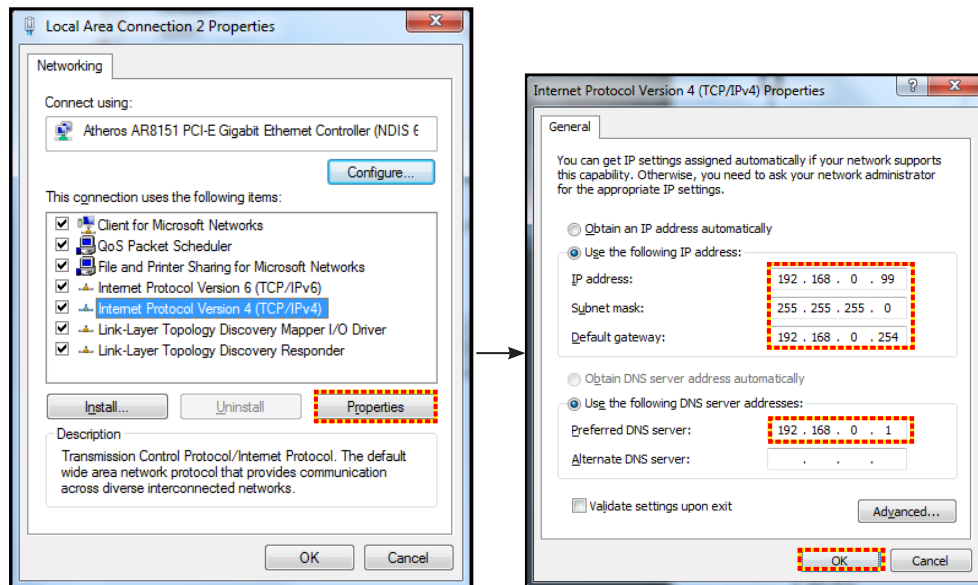 Local Area Connection 2 Properties
Networking
Connect using:
Atheros AR8151 PCI-E Gigabit Ethernet Controller (NDIS 6
Configure...
This connection uses the following items:
Client for Microsoft Networks
QoS Packet Scheduler
File and Printer Sharing for Microsoft Networks
Internet Protocol Version 6 (TCP/IPv6)
Internet Protocol Version 4 (TCP/IPv4)
Link-Layer Topology Discovery Mapper I/O Driver
Link-Layer Topology Discovery Responder
Install...
Uninstall
Properties
Description
Transmission Control Protocol/Internet Protocol. The default
wide area network protocol that provides communication
across diverse interconnected networks.
OK
Cancel
Internet Protocol Version 4 (TCP/IPv4) Properties
General
You can get IP settings assigned automatically if your network supports
this capability. Otherwise, you need to ask your network administrator
for the appropriate IP settings.
Obtain an IP address automatically
Use the following IP address:
IP address: 192 . 168 . 0 . 99
Subnet mask: 255 . 255 . 255 . 0
Default gateway: 192 . 168 . 0 . 254
Obtain DNS server address automatically
Use the following DNS server addresses:
Preferred DNS server: 192 . 168 . 0 . 1
Alternate DNS server: . . .
Validate settings upon exit
Advanced...
OK
Cancel